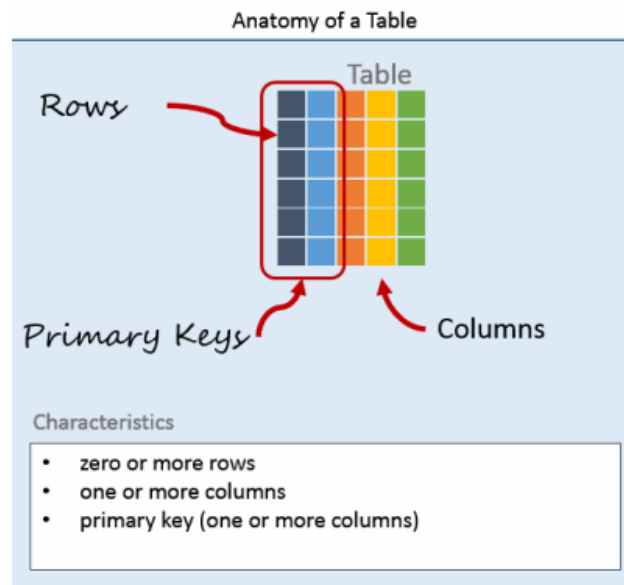 Anatomy of a Table
Table
Rows
Primary Keys
Columns
Characteristics
• zero or more rows
• one or more columns
• primary key (one or more columns)